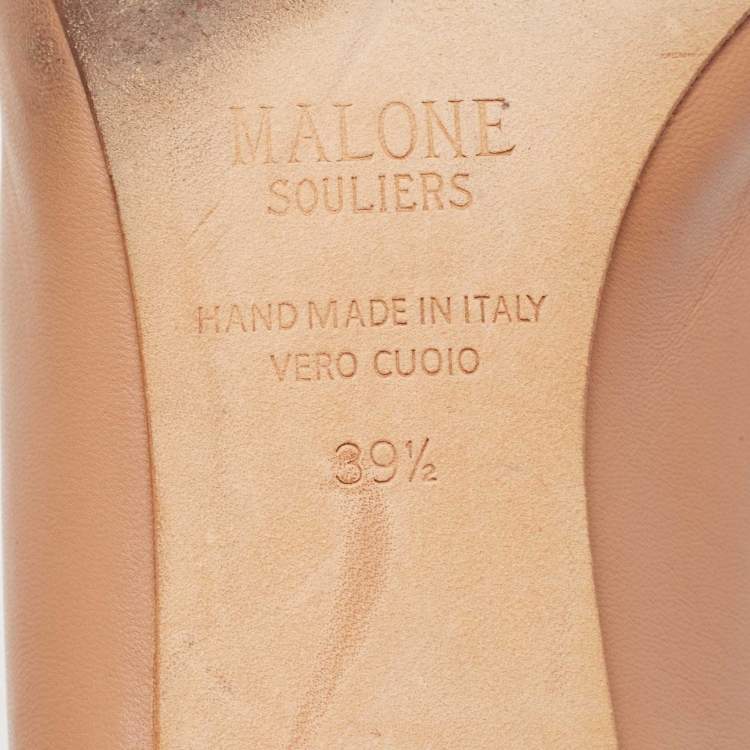 MALONE
SOULIERS
HAND MADE IN ITALY
VERO CUOIO
39½